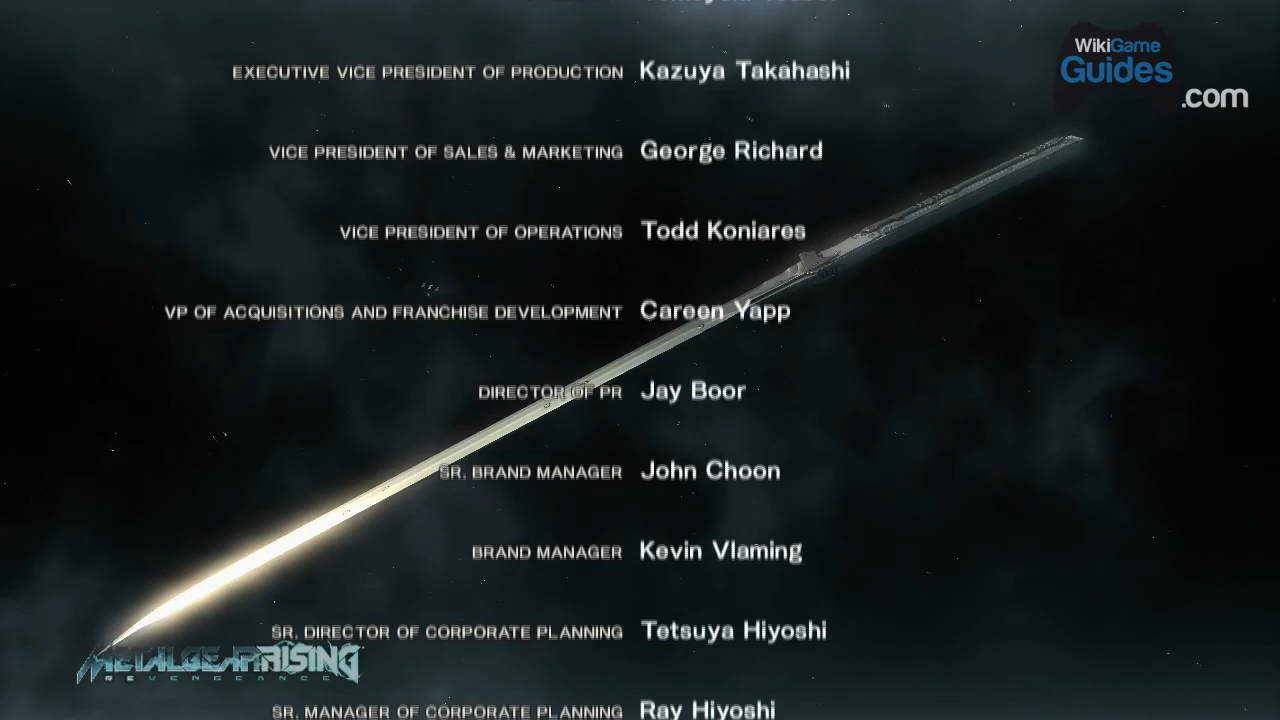 EXECUTIVE VICE PRESIDENT OF PRODUCTION Kazuya Takahashi
WikiGame
Guides
.com
VICE PRESIDENT OF SALES & MARKETING George Richard
VICE PRESIDENT OF OPERATIONS Todd Koniares
VP OF ACQUISITIONS AND FRANCHISE DEVELOPMENT Careen Yapp
DIRECTOR OF PR Jay Boor
SR. BRAND MANAGER John Choon
BRAND MANAGER Kevin Vlaming
SR. DIRECTOR OF CORPORATE PLANNING Tetsuya Hiyoshi
METAL GEAR RISING
REVENGEANCE
SR. MANAGER OF CORPORATE PLANNING Ray Hiyoshi